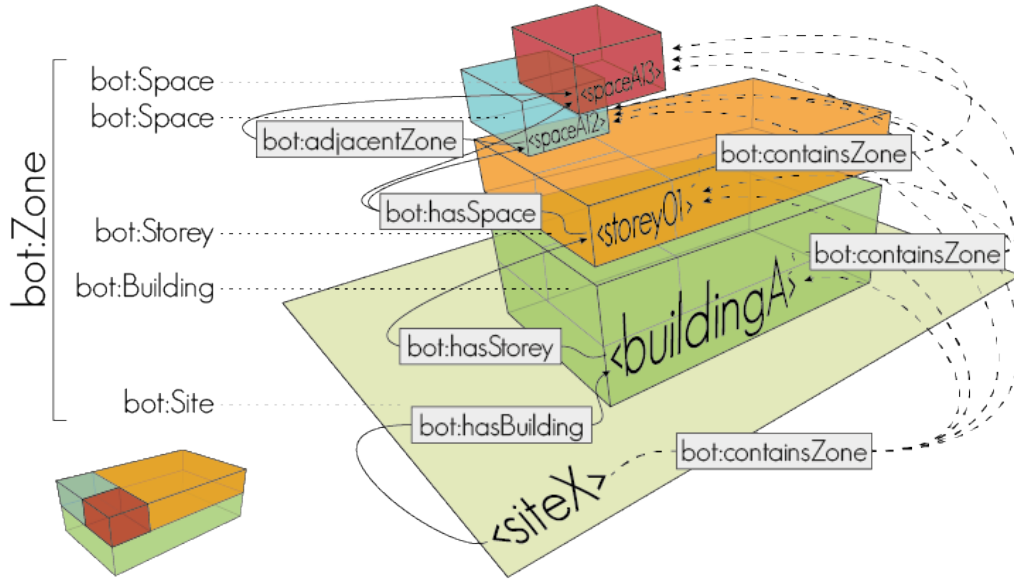 bot:Zone
bot:Space
bot:Space
bot:Storey
bot:Building
bot:Site
<spaceA13>
<spaceA12>
bot:adjacentZone
bot:containsZone
bot:hasSpace
<storey01>
bot:containsZone
<buildingA>
bot:hasStorey
bot:hasBuilding
bot:containsZone
<siteX>